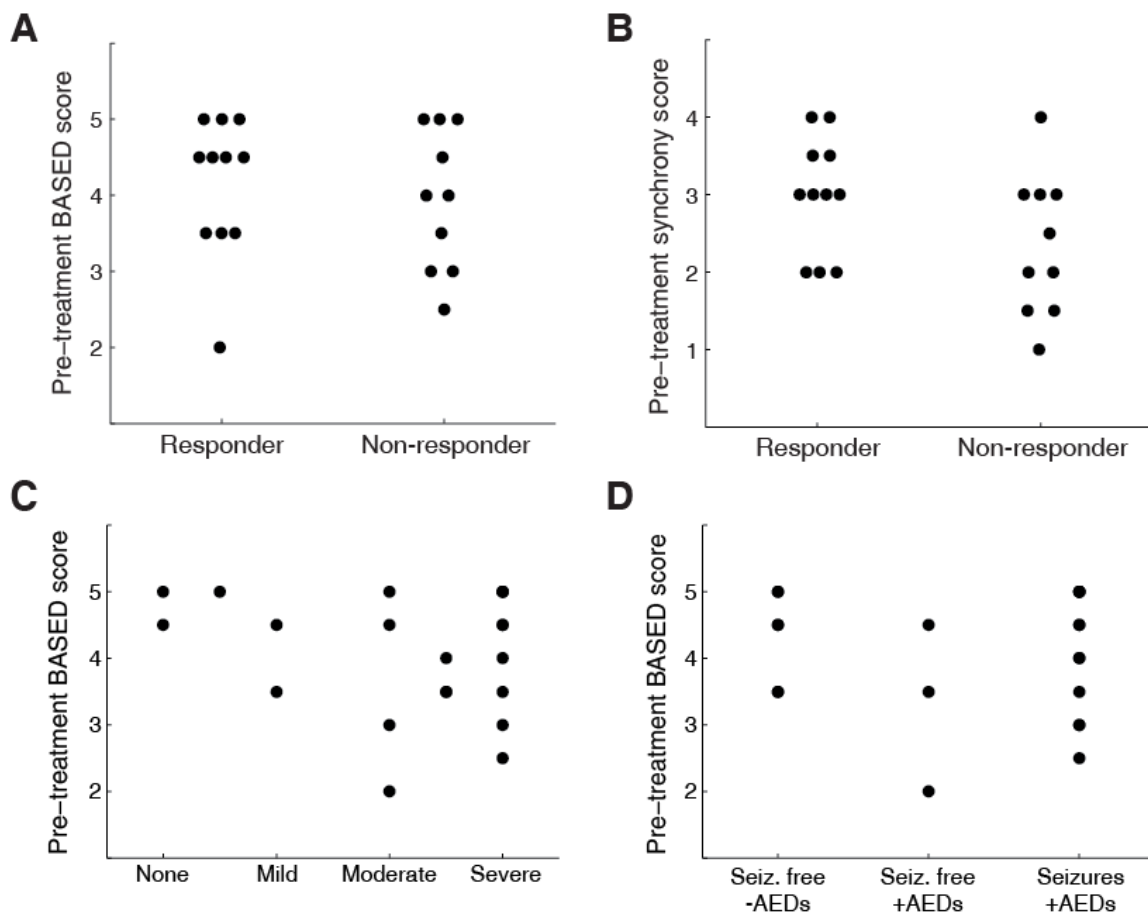 A
Pre-treatment BASED score
5
4
3
2
Responder Non-responder
B
Pre-treatment synchrony score
4
3
2
1
Responder Non-responder
C
Pre-treatment BASED score
5
4
3
2
None Mild Moderate Severe
D
Pre-treatment BASED score
5
4
3
2
Seiz. free Seiz. free Seizures
-AEDs +AEDs +AEDs